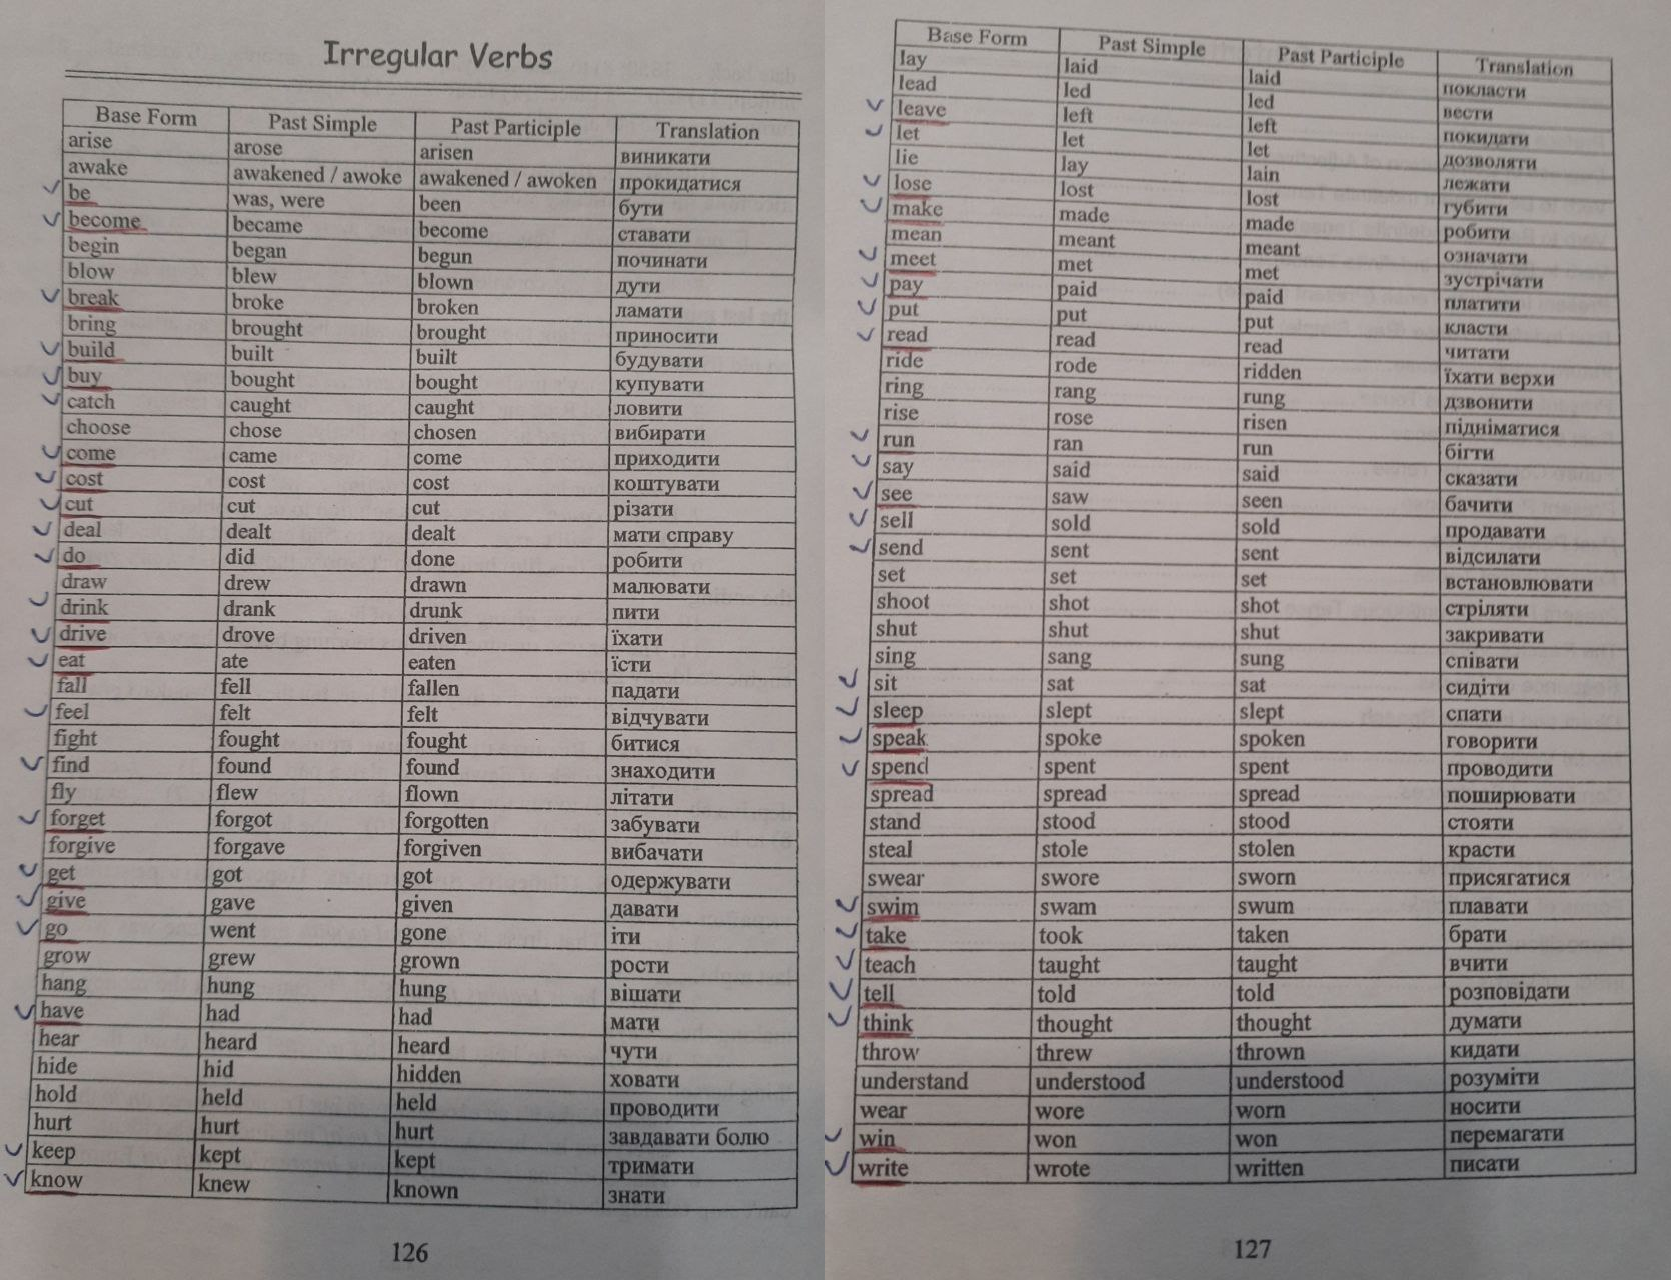 Irregular Verbs
Base Form Past Simple Past Participle Translation
arise arose arisen виникати
awake awakened / awoke awakened / awoken прокидатися
be was, were been бути
become became become ставати
begin began begun починати
blow blew blown дути
break broke broken ламати
bring brought brought приносити
build built built будувати
buy bought bought купувати
catch caught caught ловити
choose chose chosen вибирати
come came come приходити
cost cost cost коштувати
cut cut cut різати
deal dealt dealt мати справу
do did done робити
draw drew drawn малювати
drink drank drunk пити
drive drove driven їхати
eat ate eaten їсти
fall fell fallen падати
feel felt felt відчувати
fight fought fought битися
find found found знаходити
fly flew flown літати
forget forgot forgotten забувати
forgive forgave forgiven вибачати
get got got одержувати
give gave given давати
go went gone іти
grow grew grown рости
hang hung hung вішати
have had had мати
hear heard heard чути
hide hid hidden ховати
hold held held проводити
hurt hurt hurt завдавати болю
keep kept kept тримати
know knew known знати
126
Base Form Past Simple Past Participle Translation
lay laid laid покласти
lead led led вести
leave left left покидати
let let let дозволяти
lie lay lain лежати
lose lost lost губити
make made made робити
mean meant meant означати
meet met met зустрічати
pay paid paid платити
put put put класти
read read read читати
ride rode ridden їхати верхи
ring rang rung дзвонити
rise rose risen підніматися
run ran run бігти
say said said сказати
see saw seen бачити
sell sold sold продавати
send sent sent відсилати
set set set встановлювати
shoot shot shot стріляти
shut shut shut закривати
sing sang sung співати
sit sat sat сидіти
sleep slept slept спати
speak spoke spoken говорити
spend spent spent проводити
spread spread spread поширювати
stand stood stood стояти
steal stole stolen красти
swear swore sworn присягатися
swim swam swum плавати
take took taken брати
teach taught taught вчити
tell told told розповідати
think thought thought думати
throw threw thrown кидати
understand understood understood розуміти
wear wore worn носити
win won won перемагати
write wrote written писати
127